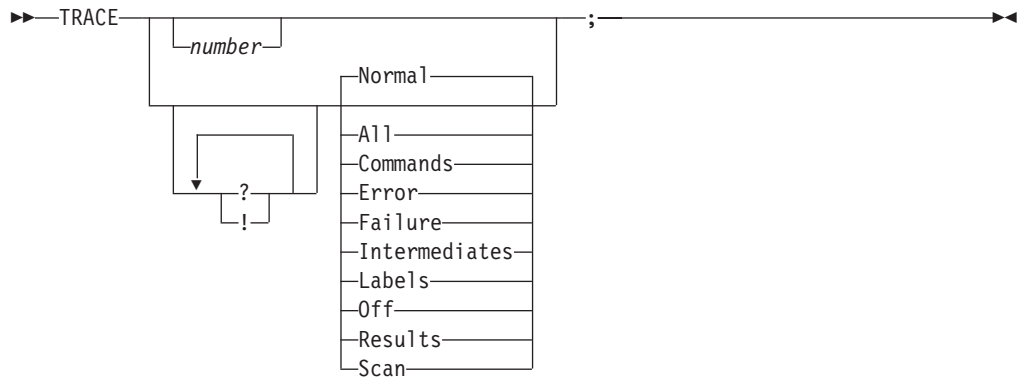 TRACE ;
number
Normal
All
Commands
Error
?
Failure
!
Intermediates
Labels
Off
Results
Scan